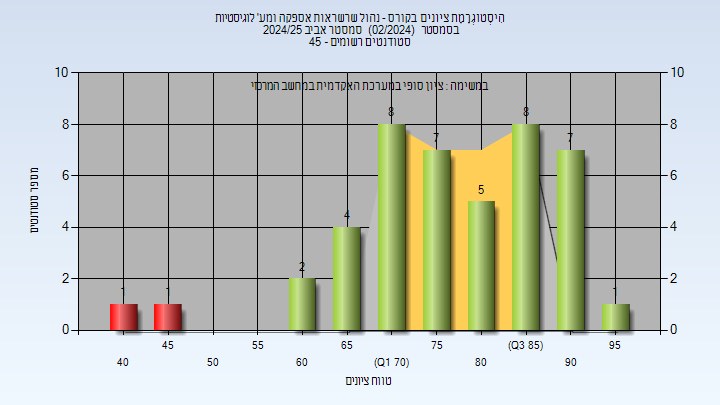 היסטוגרמת ציונים בקורס - נהול שרשראות אספקה ומע' לוגיסטיות
בסמסטר (02/2024) סמסטר אביב 2024/25
סטודנטים רשומים - 45
במשימה : ציון סופי במערכת האקדמית במחשב המרכזי
מספר סטודנטים
10 10
8 8
6 6
4 4
2 2
0 0
1 1 2 4 8 7 5 8 7 1
45 55 65 75 (Q3 85) 95
40 50 60 (Q1 70) 80 90
טווח ציונים